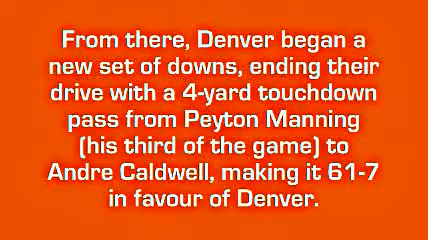 From there, Denver began a
new set of downs, ending their
drive with a 4-yard touchdown
pass from Peyton Manning
(his third of the game) to
Andre Caldwell, making it 61-7
in favour of Denver.